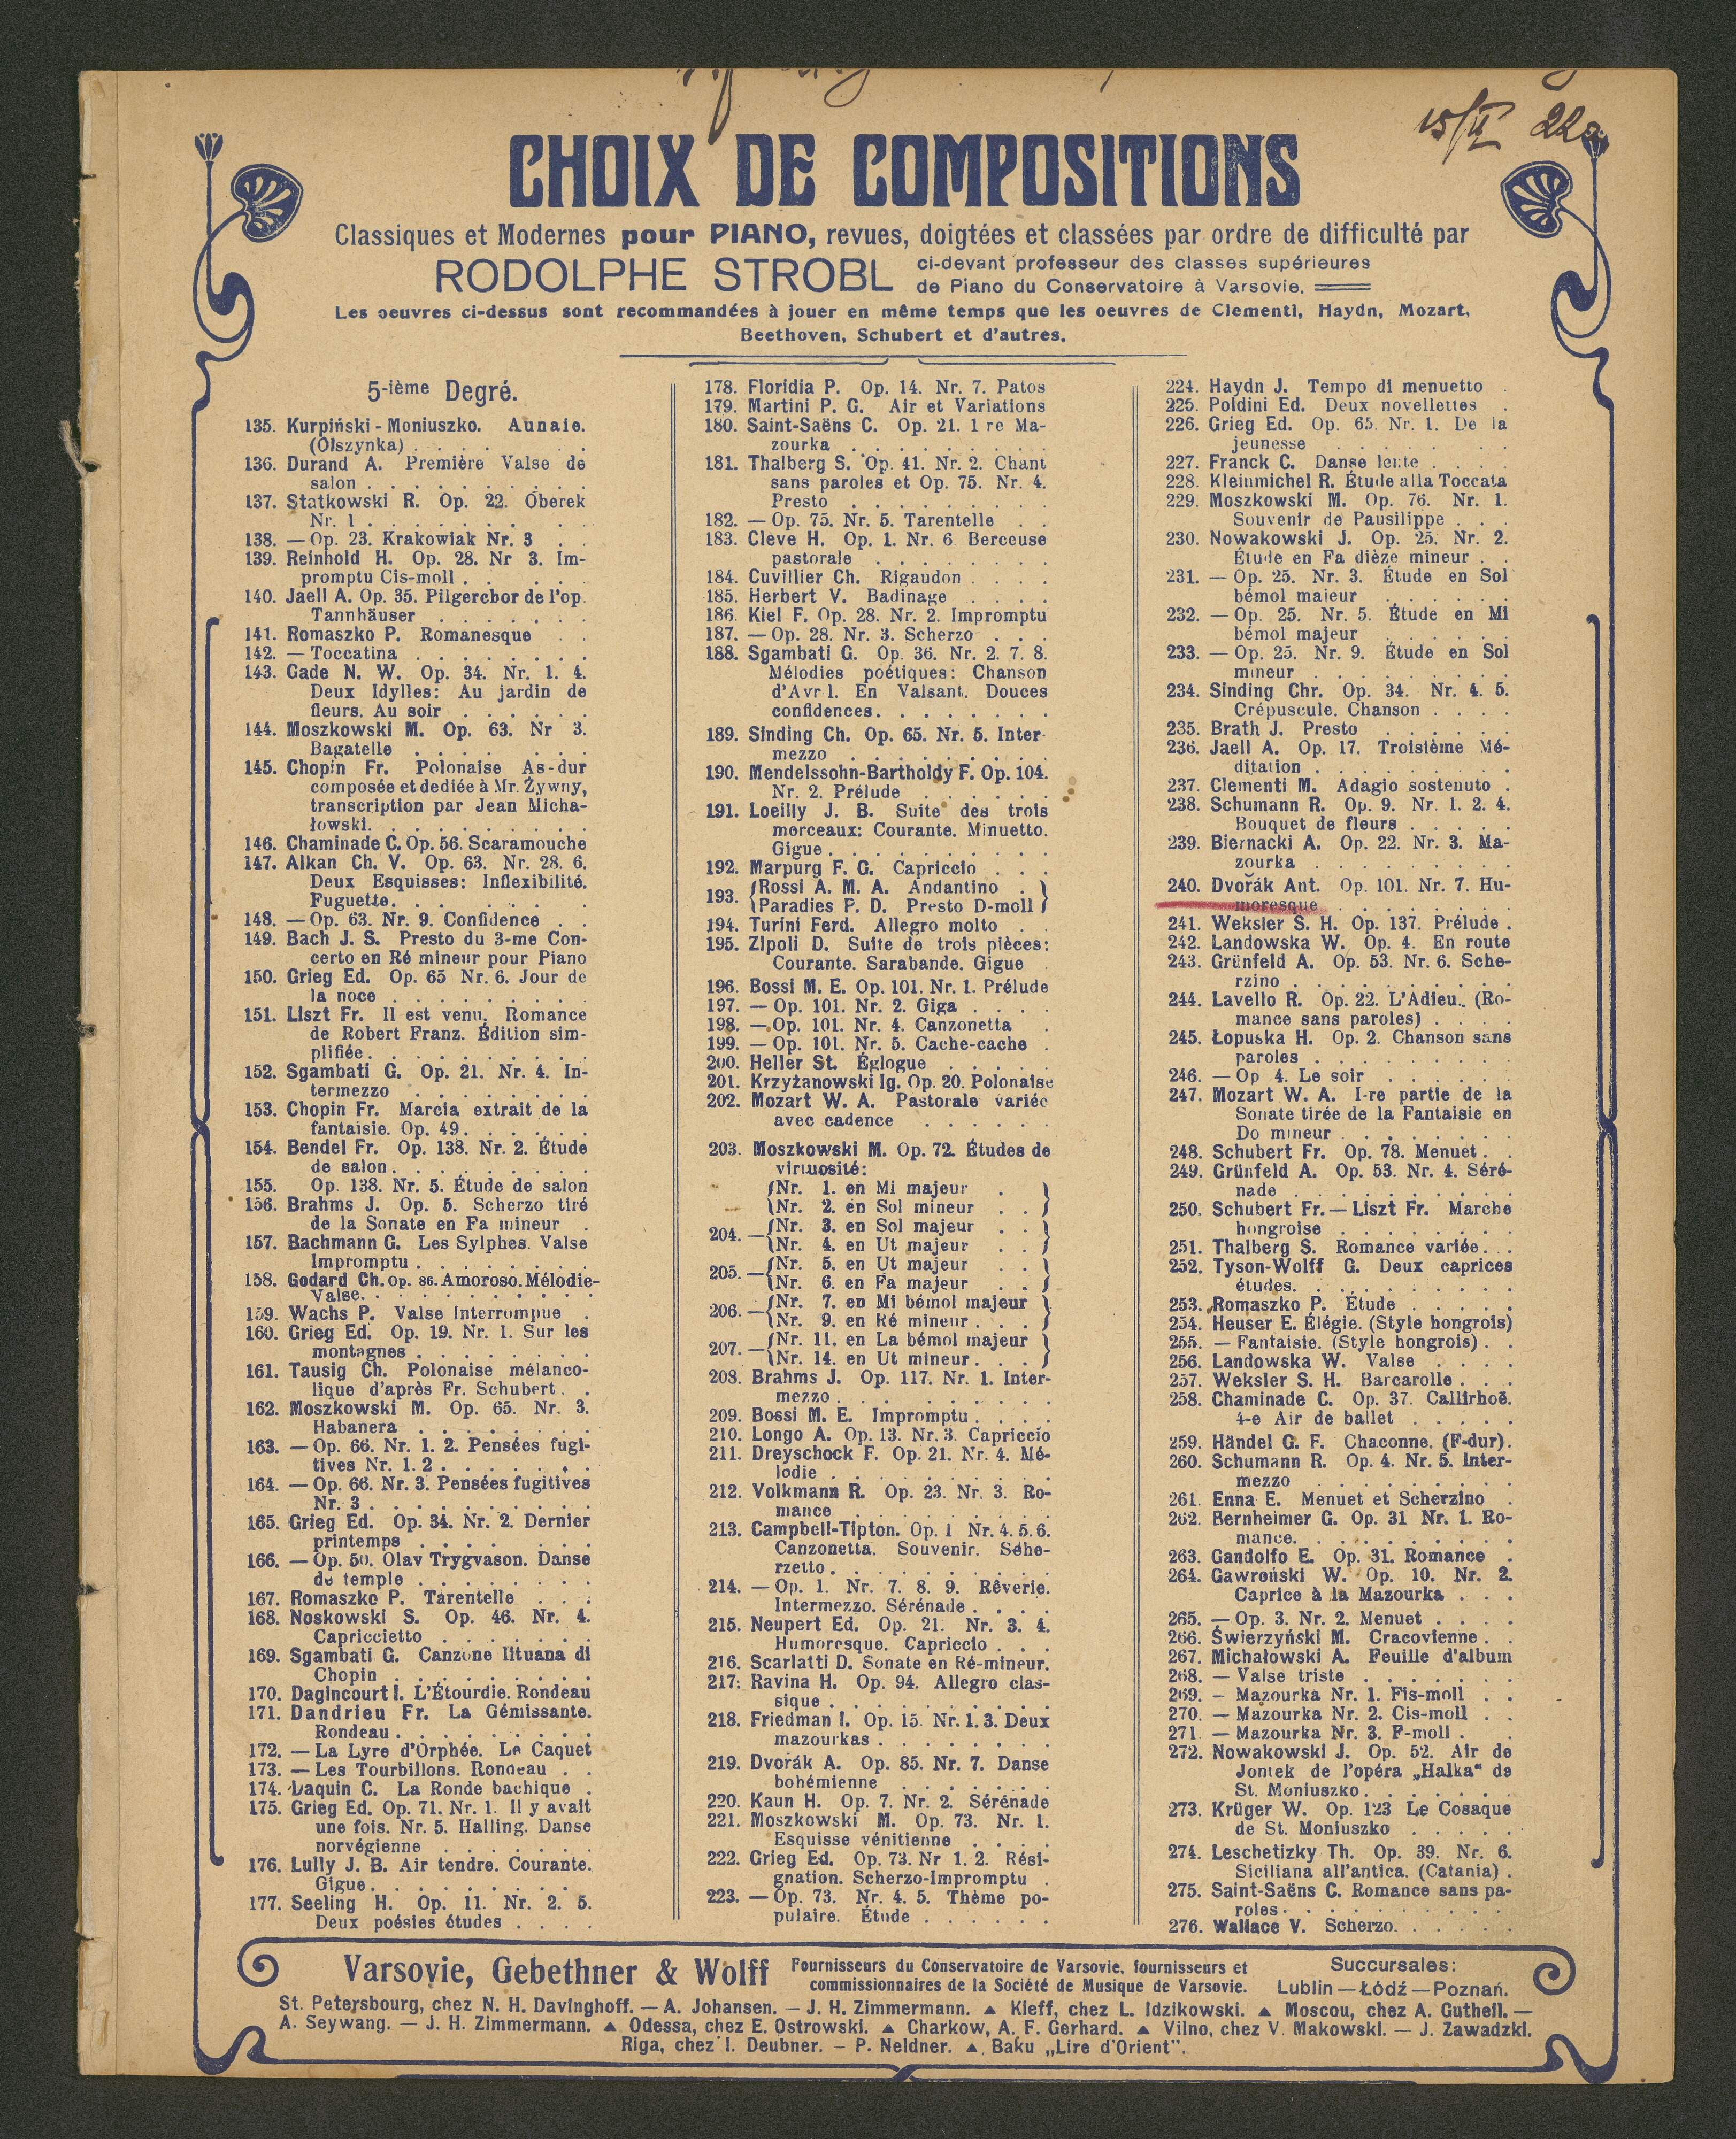 15/II 22
CHOIX DE COMPOSITIONS
Classiques et Modernes pour PIANO, revues, doigtées et classées par ordre de difficulté par
RODOLPHE STROBL ci-devant professeur des classes supérieures
de Piano du Conservatoire à Varsovie.
Les oeuvres ci-dessus sont recommandées à jouer en même temps que les oeuvres de Clementi, Haydn, Mozart,
Beethoven, Schubert et d'autres.
5-ième Degré.
135. Kurpiński - Moniuszko. Aunaie.
(Olszynka) . . . . . . .
136. Durand A. Première Valse de
salon . . . . . . . . . .
137. Statkowski R. Op. 22. Oberek
Nr. 1 . . . . . . . . . .
138. — Op. 23. Krakowiak Nr. 3 . .
139. Reinhold H. Op. 28. Nr 3. Im-
promptu Cis-moll . . . . . .
140. Jaell A. Op. 35. Pilgerchor de l'op.
Tannhäuser . . . . . . .
141. Romaszko P. Romanesque . .
142. — Toccatina . . . . . . . .
143. Gade N. W. Op. 34. Nr. 1. 4.
Deux Idylles: Au jardin de
fleurs. Au soir . . . . . .
144. Moszkowski M. Op. 63. Nr 3.
Bagatelle . . . . . . . .
145. Chopin Fr. Polonaise As-dur
composée et dediée à Mr. Żywny,
transcription par Jean Micha-
łowski. . . . . . . . . .
146. Chaminade C. Op. 56. Scaramouche
147. Alkan Ch. V. Op. 63. Nr. 28. 6.
Deux Esquisses: Inflexibilité.
Fuguette. . . . . . . . .
148. — Op. 63. Nr. 9. Confidence . .
149. Bach J. S. Presto du 3-me Con-
certo en Ré mineur pour Piano
150. Grieg Ed. Op. 65 Nr. 6. Jour de
la noce . . . . . . . . .
151. Liszt Fr. Il est venu. Romance
de Robert Franz. Édition sim-
plifiée. . . . . . . . . .
152. Sgambati G. Op. 21. Nr. 4. In-
termezzo . . . . . . . .
153. Chopin Fr. Marcia extrait de la
fantaisie. Op. 49. . . . . .
154. Bendel Fr. Op. 138. Nr. 2. Étude
de salon . . . . . . . . .
155. Op. 138. Nr. 5. Étude de salon
156. Brahms J. Op. 5. Scherzo tiré
de la Sonate en Fa mineur .
157. Bachmann G. Les Sylphes. Valse
Impromptu . . . . . . . .
158. Godard Ch. op. 86. Amoroso. Mélodie-
Valse. . . . . . . . . . .
159. Wachs P. Valse Interrompue .
160. Grieg Ed. Op. 19. Nr. 1. Sur les
montagnes . . . . . . . .
161. Tausig Ch. Polonaise mélanco-
lique d'après Fr. Schubert. .
162. Moszkowski M. Op. 65. Nr. 3.
Habanera . . . . . . . .
163. — Op. 66. Nr. 1. 2. Pensées fugi-
tives Nr. 1. 2 . . . . . . .
164. — Op. 66. Nr. 3. Pensées fugitives
Nr. 3 . . . . . . . . . .
165. Grieg Ed. Op. 34. Nr. 2. Dernier
printemps . . . . . . . .
166. — Op. 50. Olav Trygvason. Danse
de temple . . . . . . . .
167. Romaszko P. Tarentelle . . .
168. Noskowski S. Op. 46. Nr. 4.
Capriccietto . . . . . . .
169. Sgambati G. Canzone lituana di
Chopin . . . . . . . . .
170. Dagincourt I. L'Étourdie. Rondeau
171. Dandrieu Fr. La Gémissante.
Rondeau . . . . . . . . .
172. — La Lyre d'Orphée. Le Caquet
173. — Les Tourbillons. Rondeau . .
174. Daquin C. La Ronde bachique .
175. Grieg Ed. Op. 71. Nr. 1. Il y avait
une fois. Nr. 5. Halling. Danse
norvégienne . . . . . . .
176. Lully J. B. Air tendre. Courante.
Gigue. . . . . . . . . .
177. Seeling H. Op. 11. Nr. 2. 5.
Deux poésies études . . . .
178. Floridia P. Op. 14. Nr. 7. Patos
179. Martini P. G. Air et Variations
180. Saint-Saëns C. Op. 21. 1 re Ma-
zourka . . . . . . . . .
181. Thalberg S. Op. 41. Nr. 2. Chant
sans paroles et Op. 75. Nr. 4.
Presto . . . . . . . . .
182. — Op. 75. Nr. 5. Tarentelle . .
183. Cleve H. Op. 1. Nr. 6 Berceuse
pastorale . . . . . . . .
184. Cuvillier Ch. Rigaudon . . . .
185. Herbert V. Badinage . . . .
186. Kiel F. Op. 28. Nr. 2. Impromptu
187. — Op. 28. Nr. 3. Scherzo . . .
188. Sgambati G. Op. 36. Nr. 2. 7. 8.
Mélodies poétiques: Chanson
d'Avril. En Valsant. Douces
confidences. . . . . . . .
189. Sinding Ch. Op. 65. Nr. 5. Inter-
mezzo . . . . . . . . .
190. Mendelssohn-Bartholdy F. Op. 104.
Nr. 2. Prélude . . . . . .
191. Loeilly J. B. Suite des trois
morceaux: Courante. Minuetto.
Gigue . . . . . . . . . .
192. Marpurg F. G. Capriccio . . .
193. {Rossi A. M. A. Andantino . }
{Paradies P. D. Presto D-moll }
194. Turini Ferd. Allegro molto . .
195. Zipoli D. Suite de trois pièces:
Courante. Sarabande. Gigue .
196. Bossi M. E. Op. 101. Nr. 1. Prélude
197. — Op. 101. Nr. 2. Giga . . . .
198. — Op. 101. Nr. 4. Canzonetta .
199. — Op. 101. Nr. 5. Cache-cache .
200. Heller St. Églogue . . . . .
201. Krzyżanowski Ig. Op. 20. Polonaise
202. Mozart W. A. Pastorale variée
avec cadence . . . . . .
203. Moszkowski M. Op. 72. Études de
virtuosité:
{Nr. 1. en Mi majeur . }
{Nr. 2. en Sol mineur . . }
204. — {Nr. 3. en Sol majeur . . }
{Nr. 4. en Ut majeur . . }
205. — {Nr. 5. en Ut majeur . . }
{Nr. 6. en Fa majeur . . }
206. — {Nr. 7. en Mi bémol majeur }
{Nr. 9. en Ré mineur . . . }
207. — {Nr. 11. en La bémol majeur }
{Nr. 14. en Ut mineur . . . }
208. Brahms J. Op. 117. Nr. 1. Inter-
mezzo . . . . . . . . .
209. Bossi M. E. Impromptu . . . .
210. Longo A. Op. 13. Nr. 3. Capriccio
211. Dreyschock F. Op. 21. Nr. 4. Mé-
lodie . . . . . . . . . .
212. Volkmann R. Op. 23. Nr. 3. Ro-
mance . . . . . . . . .
213. Campbell-Tipton. Op. 1 Nr. 4. 5. 6.
Canzonetta. Souvenir. Sche-
rzetto . . . . . . . . . .
214. — Op. 1. Nr. 7. 8. 9. Rêverie.
Intermezzo. Sérénade . . . .
215. Neupert Ed. Op. 21. Nr. 3. 4.
Humoresque. Capriccio . . .
216. Scarlatti D. Sonate en Ré-mineur.
217. Ravina H. Op. 94. Allegro clas-
sique . . . . . . . . . .
218. Friedman I. Op. 15. Nr. 1. 3. Deux
mazourkas . . . . . . . .
219. Dvořák A. Op. 85. Nr. 7. Danse
bohémienne . . . . . . .
220. Kaun H. Op. 7. Nr. 2. Sérénade
221. Moszkowski M. Op. 73. Nr. 1.
Esquisse vénitienne . . . .
222. Grieg Ed. Op. 73. Nr 1. 2. Rési-
gnation. Scherzo-Impromptu .
223. — Op. 73. Nr. 4. 5. Thème po-
pulaire. Étude . . . . . .
224. Haydn J. Tempo di menuetto .
225. Poldini Ed. Deux novellettes .
226. Grieg Ed. Op. 65. Nr. 1. De la
jeunesse . . . . . . . .
227. Franck C. Danse lente . . . .
228. Kleinmichel R. Étude alla Toccata
229. Moszkowski M. Op. 76. Nr. 1.
Souvenir de Pausilippe . . .
230. Nowakowski J. Op. 25. Nr. 2.
Étude en Fa dièze mineur . .
231. — Op. 25. Nr. 3. Étude en Sol
bémol majeur . . . . . .
232. — Op. 25. Nr. 5. Étude en Mi
bémol majeur . . . . . .
233. — Op. 25. Nr. 9. Étude en Sol
mineur . . . . . . . . .
234. Sinding Chr. Op. 34. Nr. 4. 5.
Crépuscule. Chanson . . . .
235. Brath J. Presto . . . . . .
236. Jaell A. Op. 17. Troisième Mé-
ditation . . . . . . . . .
237. Clementi M. Adagio sostenuto .
238. Schumann R. Op. 9. Nr. 1. 2. 4.
Bouquet de fleurs . . . . .
239. Biernacki A. Op. 22. Nr. 3. Ma-
zourka . . . . . . . . .
240. Dvořák Ant. Op. 101. Nr. 7. Hu-
moresque . . . . . . . .
241. Weksler S. H. Op. 137. Prélude .
242. Landowska W. Op. 4. En route
243. Grünfeld A. Op. 53. Nr. 6. Sche-
rzino . . . . . . . . . .
244. Lavello R. Op. 22. L'Adieu. (Ro-
mance sans paroles) . . . .
245. Łopuska H. Op. 2. Chanson sans
paroles . . . . . . . . .
246. — Op 4. Le soir . . . . . .
247. Mozart W. A. I-re partie de la
Sonate tirée de la Fantaisie en
Do mineur . . . . . . . .
248. Schubert Fr. Op. 78. Menuet . .
249. Grünfeld A. Op. 53. Nr. 4. Séré-
nade . . . . . . . . . .
250. Schubert Fr. — Liszt Fr. Marche
hongroise . . . . . . . .
251. Thalberg S. Romance variée . . .
252. Tyson-Wolff G. Deux caprices
études. . . . . . . . . .
253. Romaszko P. Étude . . . . .
254. Heuser E. Élégie. (Style hongrois)
255. — Fantaisie. (Style hongrois) . .
256. Landowska W. Valse . . . .
257. Weksler S. H. Barcarolle . . .
258. Chaminade C. Op. 37. Callirhoë.
4-e Air de ballet . . . . .
259. Händel G. F. Chaconne. (F-dur) .
260. Schumann R. Op. 4. Nr. 5. Inter-
mezzo . . . . . . . . .
261. Enna E. Menuet et Scherzino .
262. Bernheimer G. Op. 31 Nr. 1. Ro-
mance. . . . . . . . . .
263. Gandolfo E. Op. 31. Romance .
264. Gawroński W. Op. 10. Nr. 2.
Caprice à la Mazourka . . .
265. — Op. 3. Nr. 2. Menuet . . . .
266. Świerzyński M. Cracovienne . .
267. Michałowski A. Feuille d'album
268. — Valse triste . . . . . . .
269. — Mazourka Nr. 1. Fis-moll . .
270. — Mazourka Nr. 2. Cis-moll . .
271. — Mazourka Nr. 3. F-moll . .
272. Nowakowski J. Op. 52. Air de
Jontek de l'opéra „Halka" de
St. Moniuszko . . . . . . .
273. Krüger W. Op. 123 Le Cosaque
de St. Moniuszko . . . . .
274. Leschetizky Th. Op. 39. Nr. 6.
Siciliana all'antica. (Catania) .
275. Saint-Saëns C. Romance sans pa-
roles . . . . . . . . . .
276. Wallace V. Scherzo. . . . . .
Varsovie, Gebethner & Wolff Fournisseurs du Conservatoire de Varsovie, fournisseurs et
commissionnaires de la Société de Musique de Varsovie.
Succursales:
Lublin — Łódź — Poznań.
St. Petersbourg, chez N. H. Davinghoff. — A. Johansen. — J. H. Zimmermann. ▲ Kieff, chez L. Idzikowski. ▲ Moscou, chez A. Gutheil. —
A. Seywang. — J. H. Zimmermann. ▲ Odessa, chez E. Ostrowski. ▲ Charkow, A. F. Gerhard. ▲ Vilno, chez V. Makowski. — J. Zawadzki.
Riga, chez I. Deubner. – P. Neldner. ▲ Baku „Lire d'Orient".